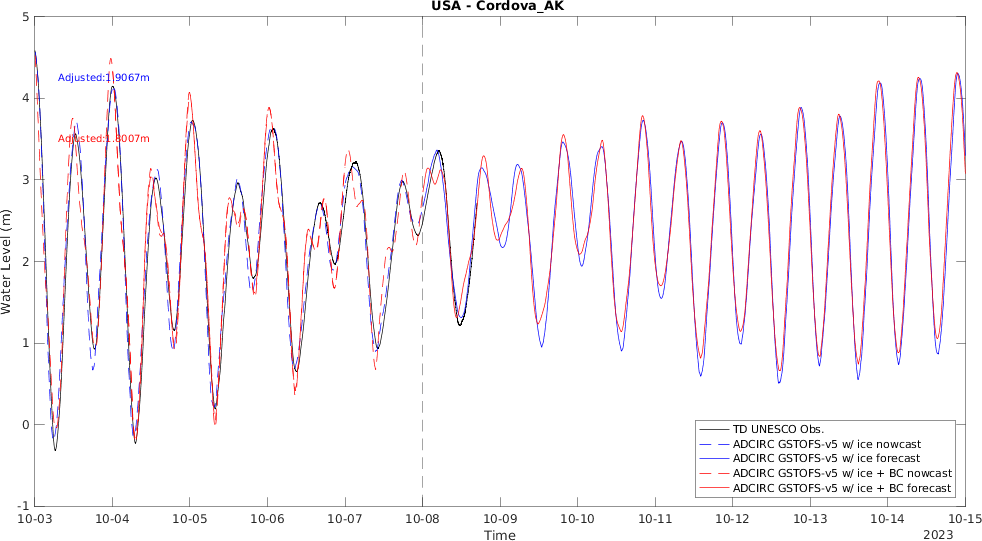 USA - Cordova_AK
Water Level (m)
5
4
3
2
1
0
-1
Adjusted:1.9067m
Adjusted:1.8007m
TD UNESCO Obs.
ADCIRC GSTOFS-v5 w/ ice nowcast
ADCIRC GSTOFS-v5 w/ ice forecast
ADCIRC GSTOFS-v5 w/ ice + BC nowcast
ADCIRC GSTOFS-v5 w/ ice + BC forecast
10-03 10-04 10-05 10-06 10-07 10-08 10-09 10-10 10-11 10-12 10-13 10-14 10-15
Time
2023